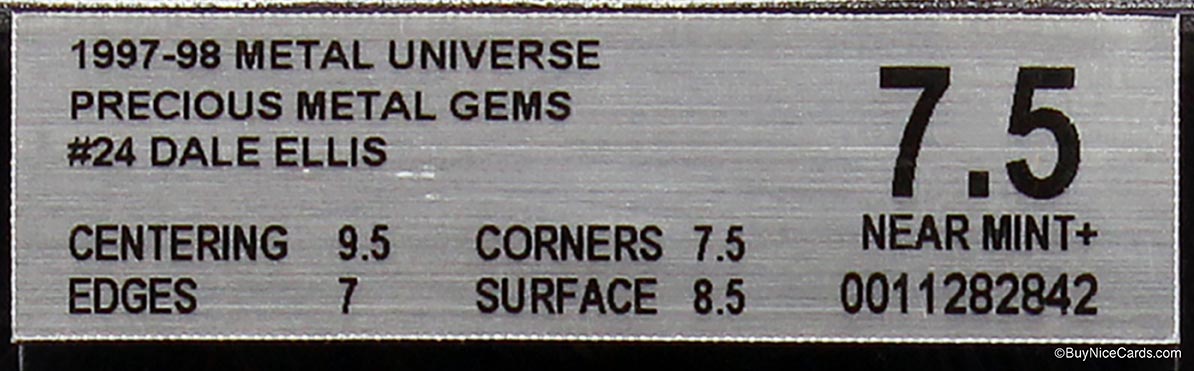 1997-98 METAL UNIVERSE
PRECIOUS METAL GEMS
#24 DALE ELLIS
7.5
NEAR MINT+
CENTERING 9.5 CORNERS 7.5
EDGES 7 SURFACE 8.5
0011282842
©BuyNiceCards.com